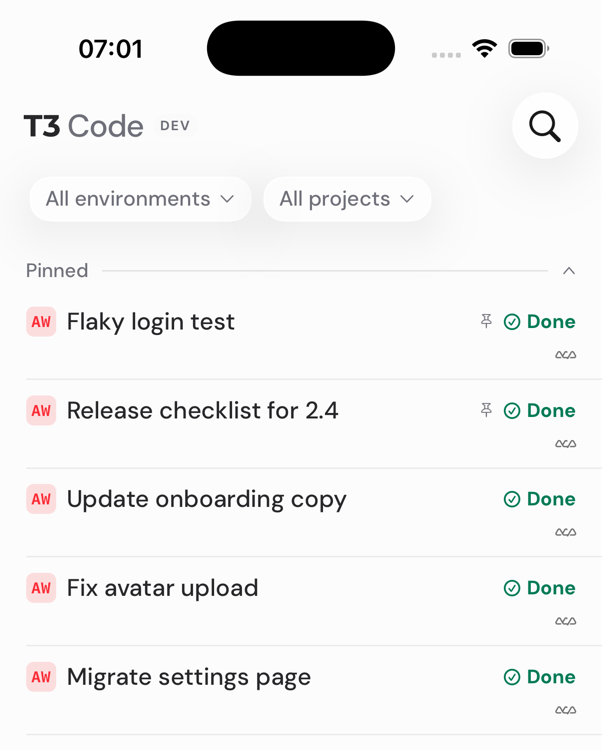 07:01
T3 Code DEV
All environments All projects
Pinned
AW Flaky login test Done
AW Release checklist for 2.4 Done
AW Update onboarding copy Done
AW Fix avatar upload Done
AW Migrate settings page Done